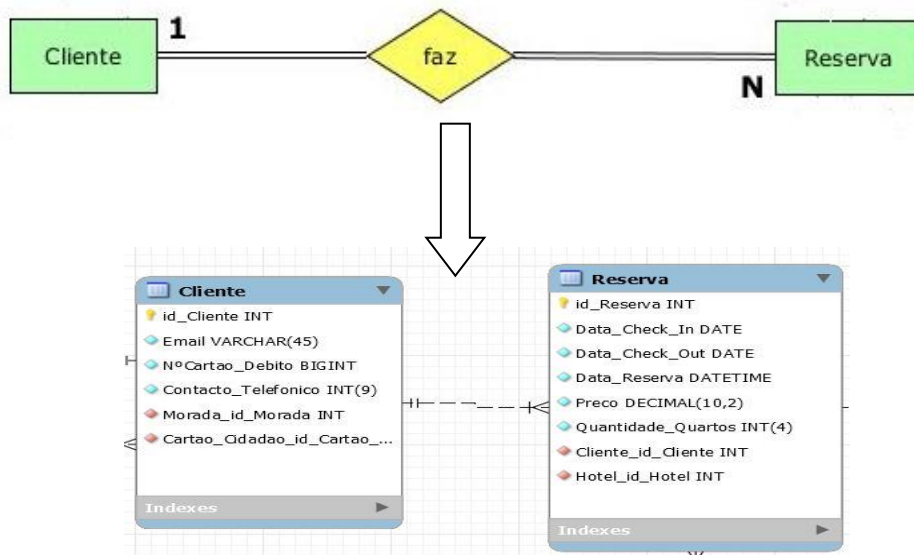 Cliente
1
faz
N
Reserva
Cliente
id_Cliente INT
Email VARCHAR(45)
NºCartao_Debito BIGINT
Contacto_Telefonico INT(9)
Morada_id_Morada INT
Cartao_Cidadao_id_Cartao_...
Indexes
Reserva
id_Reserva INT
Data_Check_In DATE
Data_Check_Out DATE
Data_Reserva DATETIME
Preco DECIMAL(10,2)
Quantidade_Quartos INT(4)
Cliente_id_Cliente INT
Hotel_id_Hotel INT
Indexes